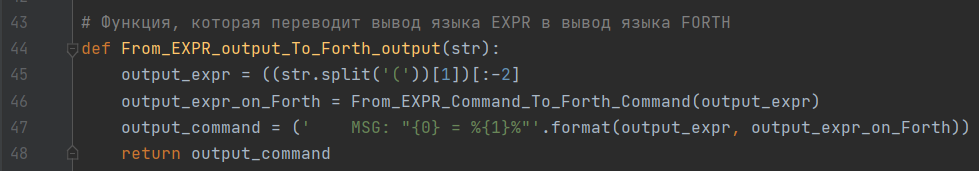 43 # Функция, которая переводит вывод языка EXPR в вывод языка FORTH
44 def From_EXPR_output_To_Forth_output(str):
45     output_expr = ((str.split('('))[1])[:-2]
46     output_expr_on_Forth = From_EXPR_Command_To_Forth_Command(output_expr)
47     output_command = ('    MSG: "{0} = %{1}%"'.format(output_expr, output_expr_on_Forth))
48     return output_command